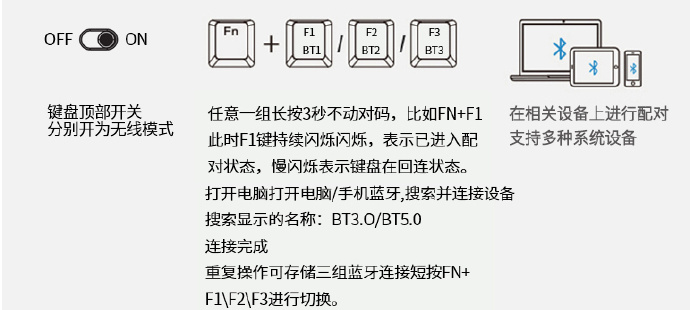 OFF ON
Fn + F1 BT1 / F2 BT2 / F3 BT3
键盘顶部开关
分别开为无线模式
任意一组长按3秒不动对码，比如FN+F1
此时F1键持续闪烁闪烁，表示已进入配
对状态，慢闪烁表示键盘在回连状态。
打开电脑打开电脑/手机蓝牙,搜索并连接设备
搜索显示的名称：BT3.O/BT5.0
连接完成
重复操作可存储三组蓝牙连接短按FN+
F1\F2\F3进行切换。
在相关设备上进行配对
支持多种系统设备